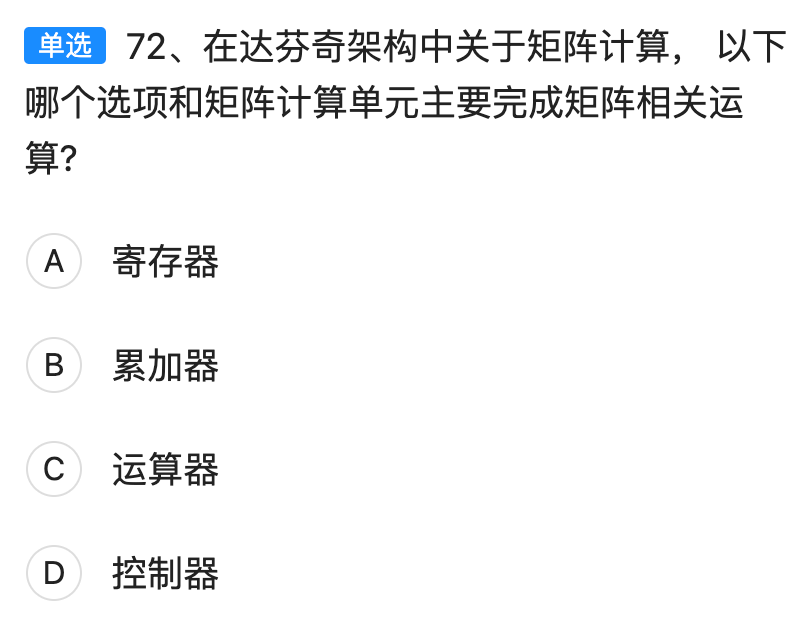 单选 72、在达芬奇架构中关于矩阵计算， 以下
哪个选项和矩阵计算单元主要完成矩阵相关运
算?
A 寄存器
B 累加器
C 运算器
D 控制器